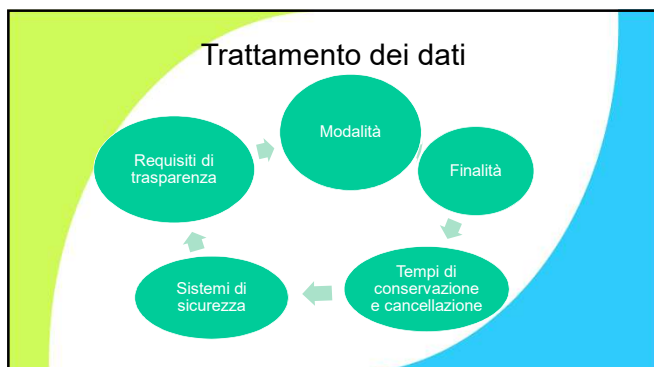 Trattamento dei dati
Modalità
Finalità
Tempi di
conservazione
e cancellazione
Sistemi di
sicurezza
Requisiti di
trasparenza